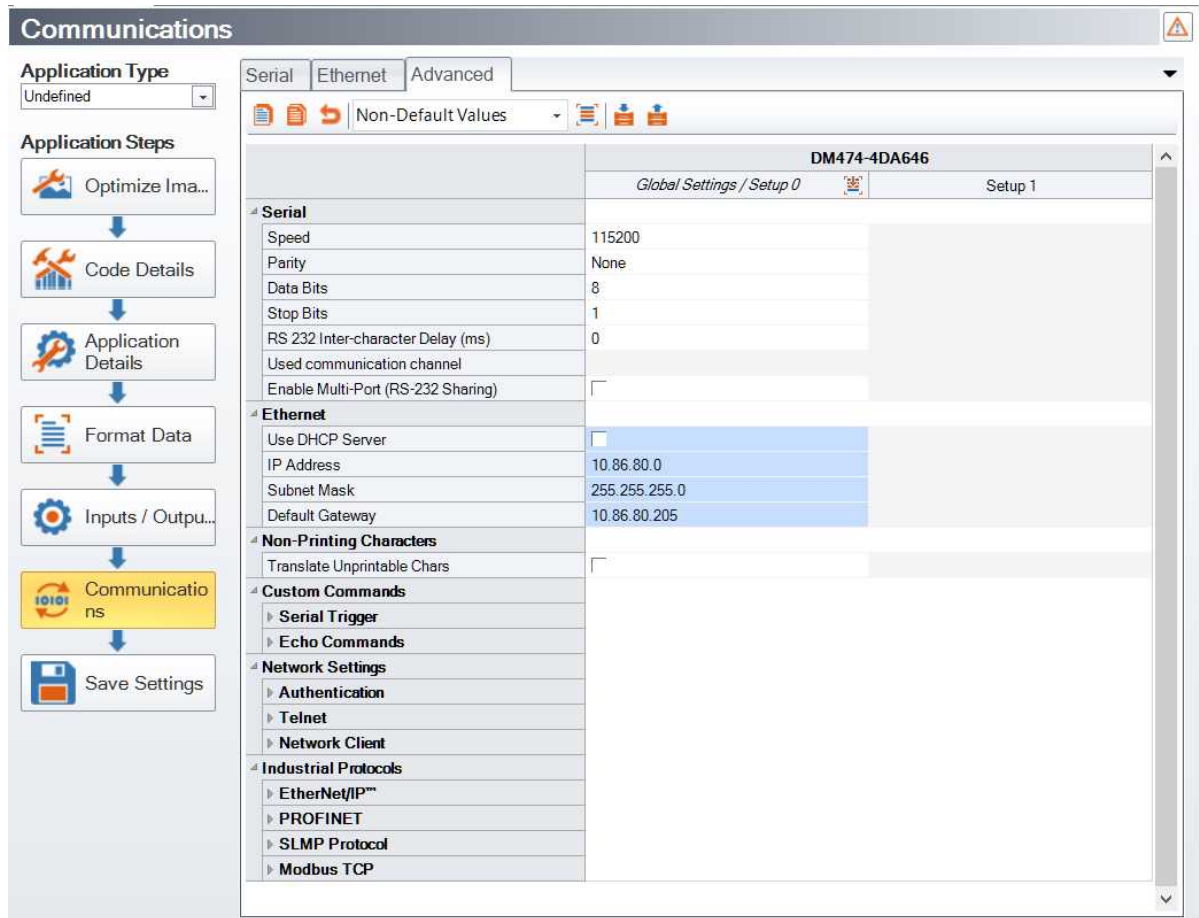 Communications
Application Type
Undefined
Application Steps
Optimize Ima...
Code Details
Application
Details
Format Data
Inputs / Outpu...
Communicatio
ns
Save Settings
Serial Ethernet Advanced
Non-Default Values
DM474-4DA646
Global Settings / Setup 0 Setup 1
Serial
Speed 115200
Parity None
Data Bits 8
Stop Bits 1
RS 232 Inter-character Delay (ms) 0
Used communication channel
Enable Multi-Port (RS-232 Sharing)
Ethernet
Use DHCP Server
IP Address 10.86.80.0
Subnet Mask 255.255.255.0
Default Gateway 10.86.80.205
Non-Printing Characters
Translate Unprintable Chars
Custom Commands
Serial Trigger
Echo Commands
Network Settings
Authentication
Telnet
Network Client
Industrial Protocols
EtherNet/IP™
PROFINET
SLMP Protocol
Modbus TCP
10101